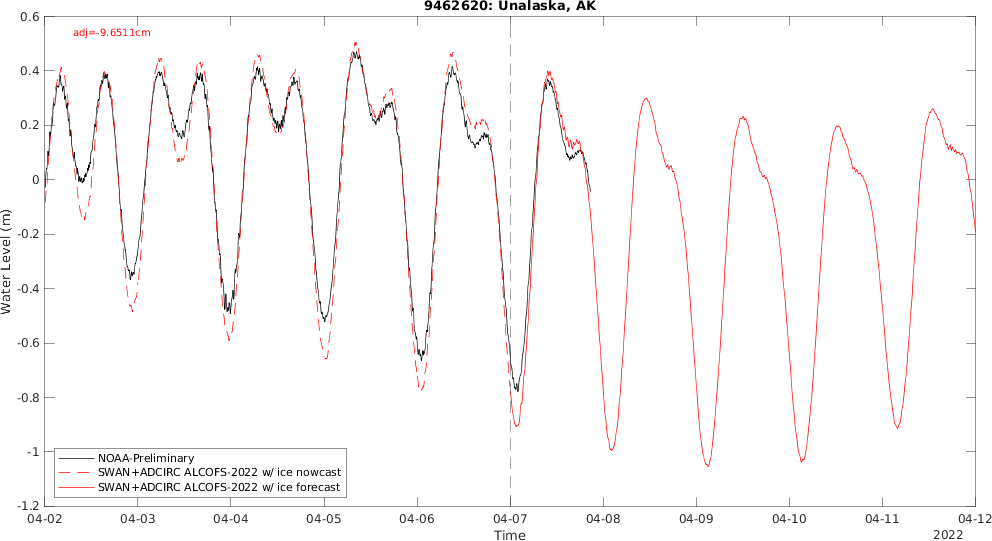 9462620: Unalaska, AK
adj=-9.6511cm
0.6
0.4
0.2
0
-0.2
-0.4
-0.6
-0.8
-1
-1.2
Water Level (m)
NOAA-Preliminary
SWAN+ADCIRC ALCOFS-2022 w/ ice nowcast
SWAN+ADCIRC ALCOFS-2022 w/ ice forecast
04-02 04-03 04-04 04-05 04-06 04-07 04-08 04-09 04-10 04-11 04-12
Time
2022